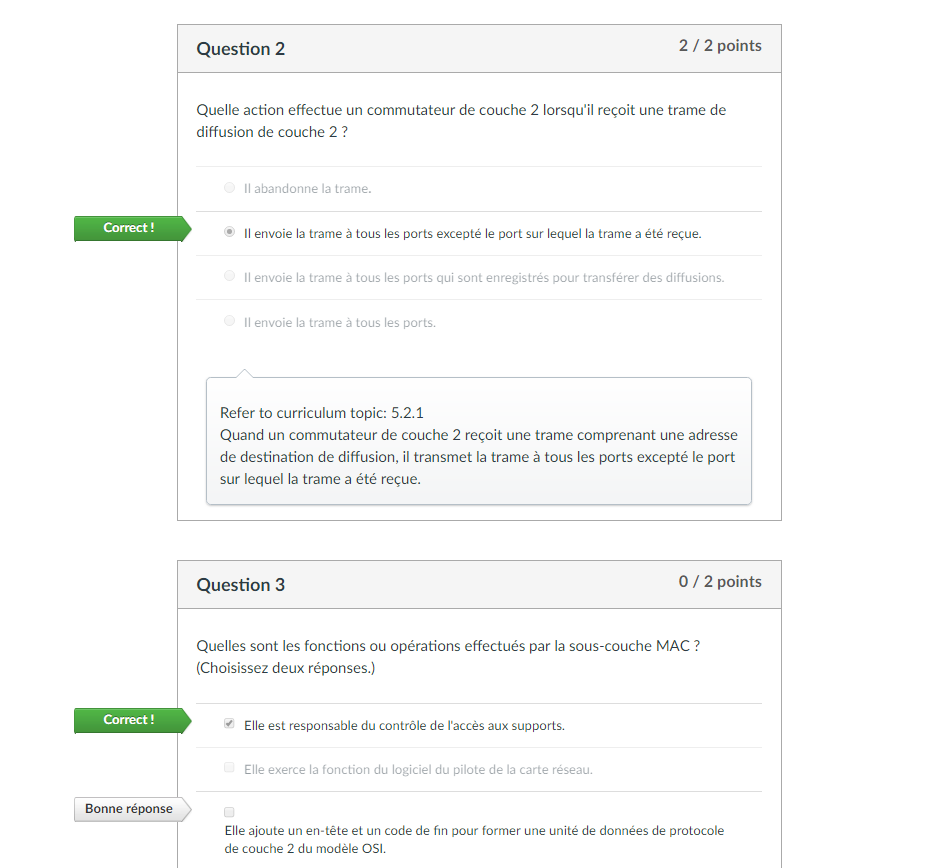 Question 2
2 / 2 points
Quelle action effectue un commutateur de couche 2 lorsqu'il reçoit une trame de
diffusion de couche 2 ?
Il abandonne la trame.
Correct !
Il envoie la trame à tous les ports excepté le port sur lequel la trame a été reçue.
Il envoie la trame à tous les ports qui sont enregistrés pour transférer des diffusions.
Il envoie la trame à tous les ports.
Refer to curriculum topic: 5.2.1
Quand un commutateur de couche 2 reçoit une trame comprenant une adresse
de destination de diffusion, il transmet la trame à tous les ports excepté le port
sur lequel la trame a été reçue.
Question 3
0 / 2 points
Quelles sont les fonctions ou opérations effectués par la sous-couche MAC ?
(Choisissez deux réponses.)
Correct !
Elle est responsable du contrôle de l'accès aux supports.
Elle exerce la fonction du logiciel du pilote de la carte réseau.
Bonne réponse
Elle ajoute un en-tête et un code de fin pour former une unité de données de protocole
de couche 2 du modèle OSI.